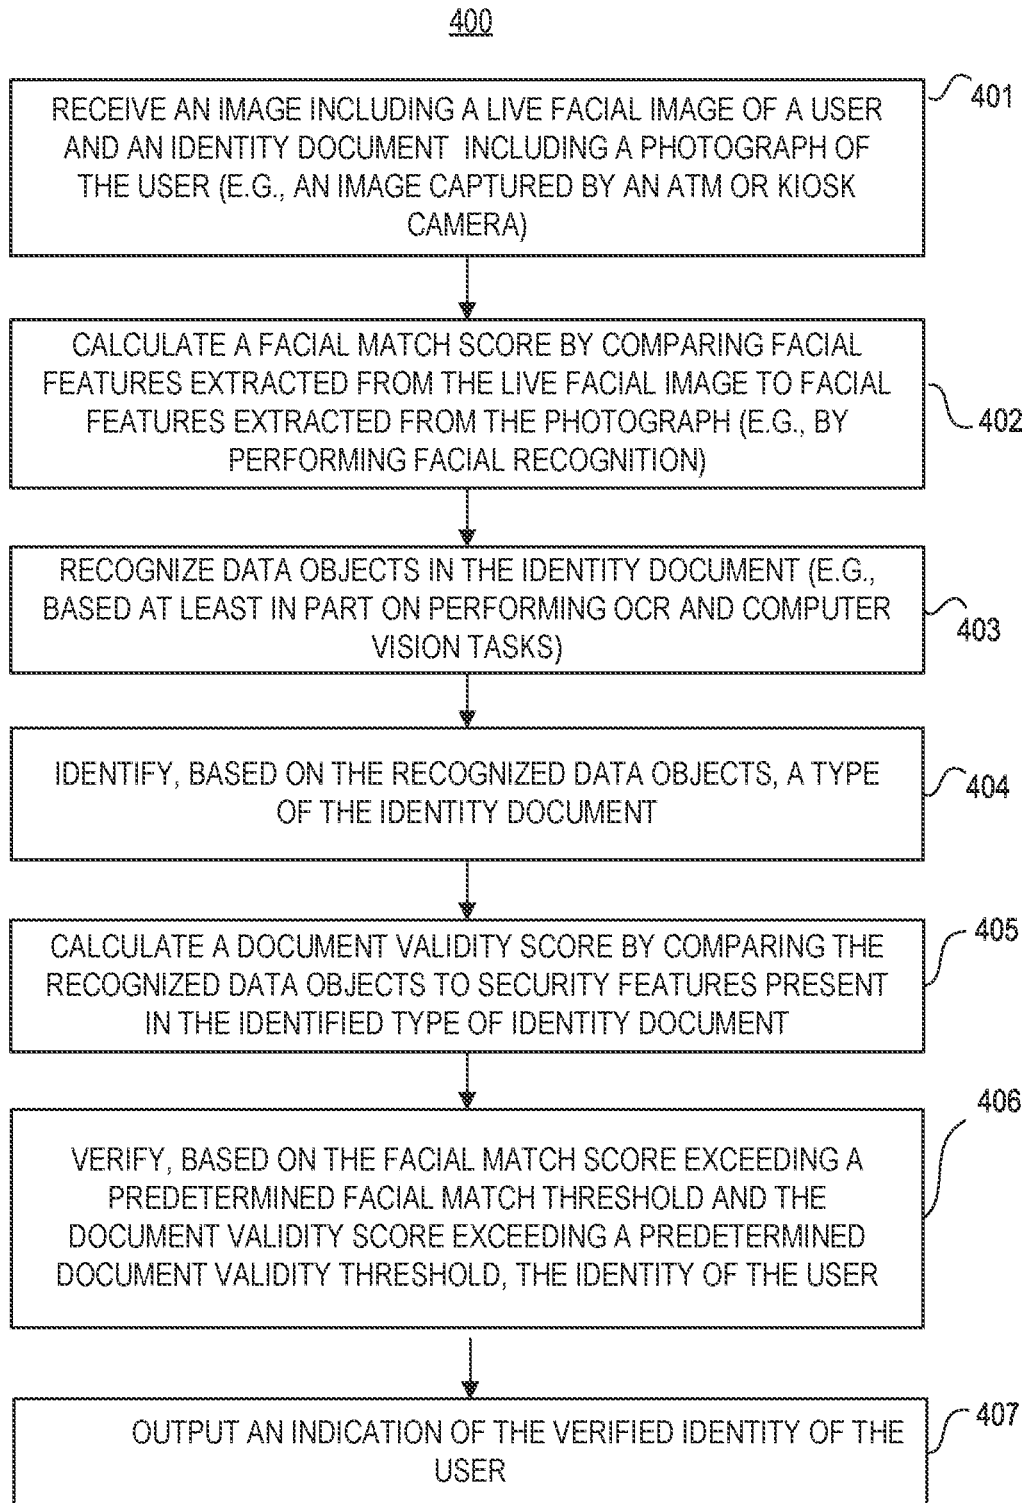 400
RECEIVE AN IMAGE INCLUDING A LIVE FACIAL IMAGE OF A USER
AND AN IDENTITY DOCUMENT INCLUDING A PHOTOGRAPH OF
THE USER (E.G., AN IMAGE CAPTURED BY AN ATM OR KIOSK
CAMERA)
401
CALCULATE A FACIAL MATCH SCORE BY COMPARING FACIAL
FEATURES EXTRACTED FROM THE LIVE FACIAL IMAGE TO FACIAL
FEATURES EXTRACTED FROM THE PHOTOGRAPH (E.G., BY
PERFORMING FACIAL RECOGNITION)
402
RECOGNIZE DATA OBJECTS IN THE IDENTITY DOCUMENT (E.G.,
BASED AT LEAST IN PART ON PERFORMING OCR AND COMPUTER
VISION TASKS)
403
IDENTIFY, BASED ON THE RECOGNIZED DATA OBJECTS, A TYPE
OF THE IDENTITY DOCUMENT
404
CALCULATE A DOCUMENT VALIDITY SCORE BY COMPARING THE
RECOGNIZED DATA OBJECTS TO SECURITY FEATURES PRESENT
IN THE IDENTIFIED TYPE OF IDENTITY DOCUMENT
405
VERIFY, BASED ON THE FACIAL MATCH SCORE EXCEEDING A
PREDETERMINED FACIAL MATCH THRESHOLD AND THE
DOCUMENT VALIDITY SCORE EXCEEDING A PREDETERMINED
DOCUMENT VALIDITY THRESHOLD, THE IDENTITY OF THE USER
406
OUTPUT AN INDICATION OF THE VERIFIED IDENTITY OF THE
USER
407